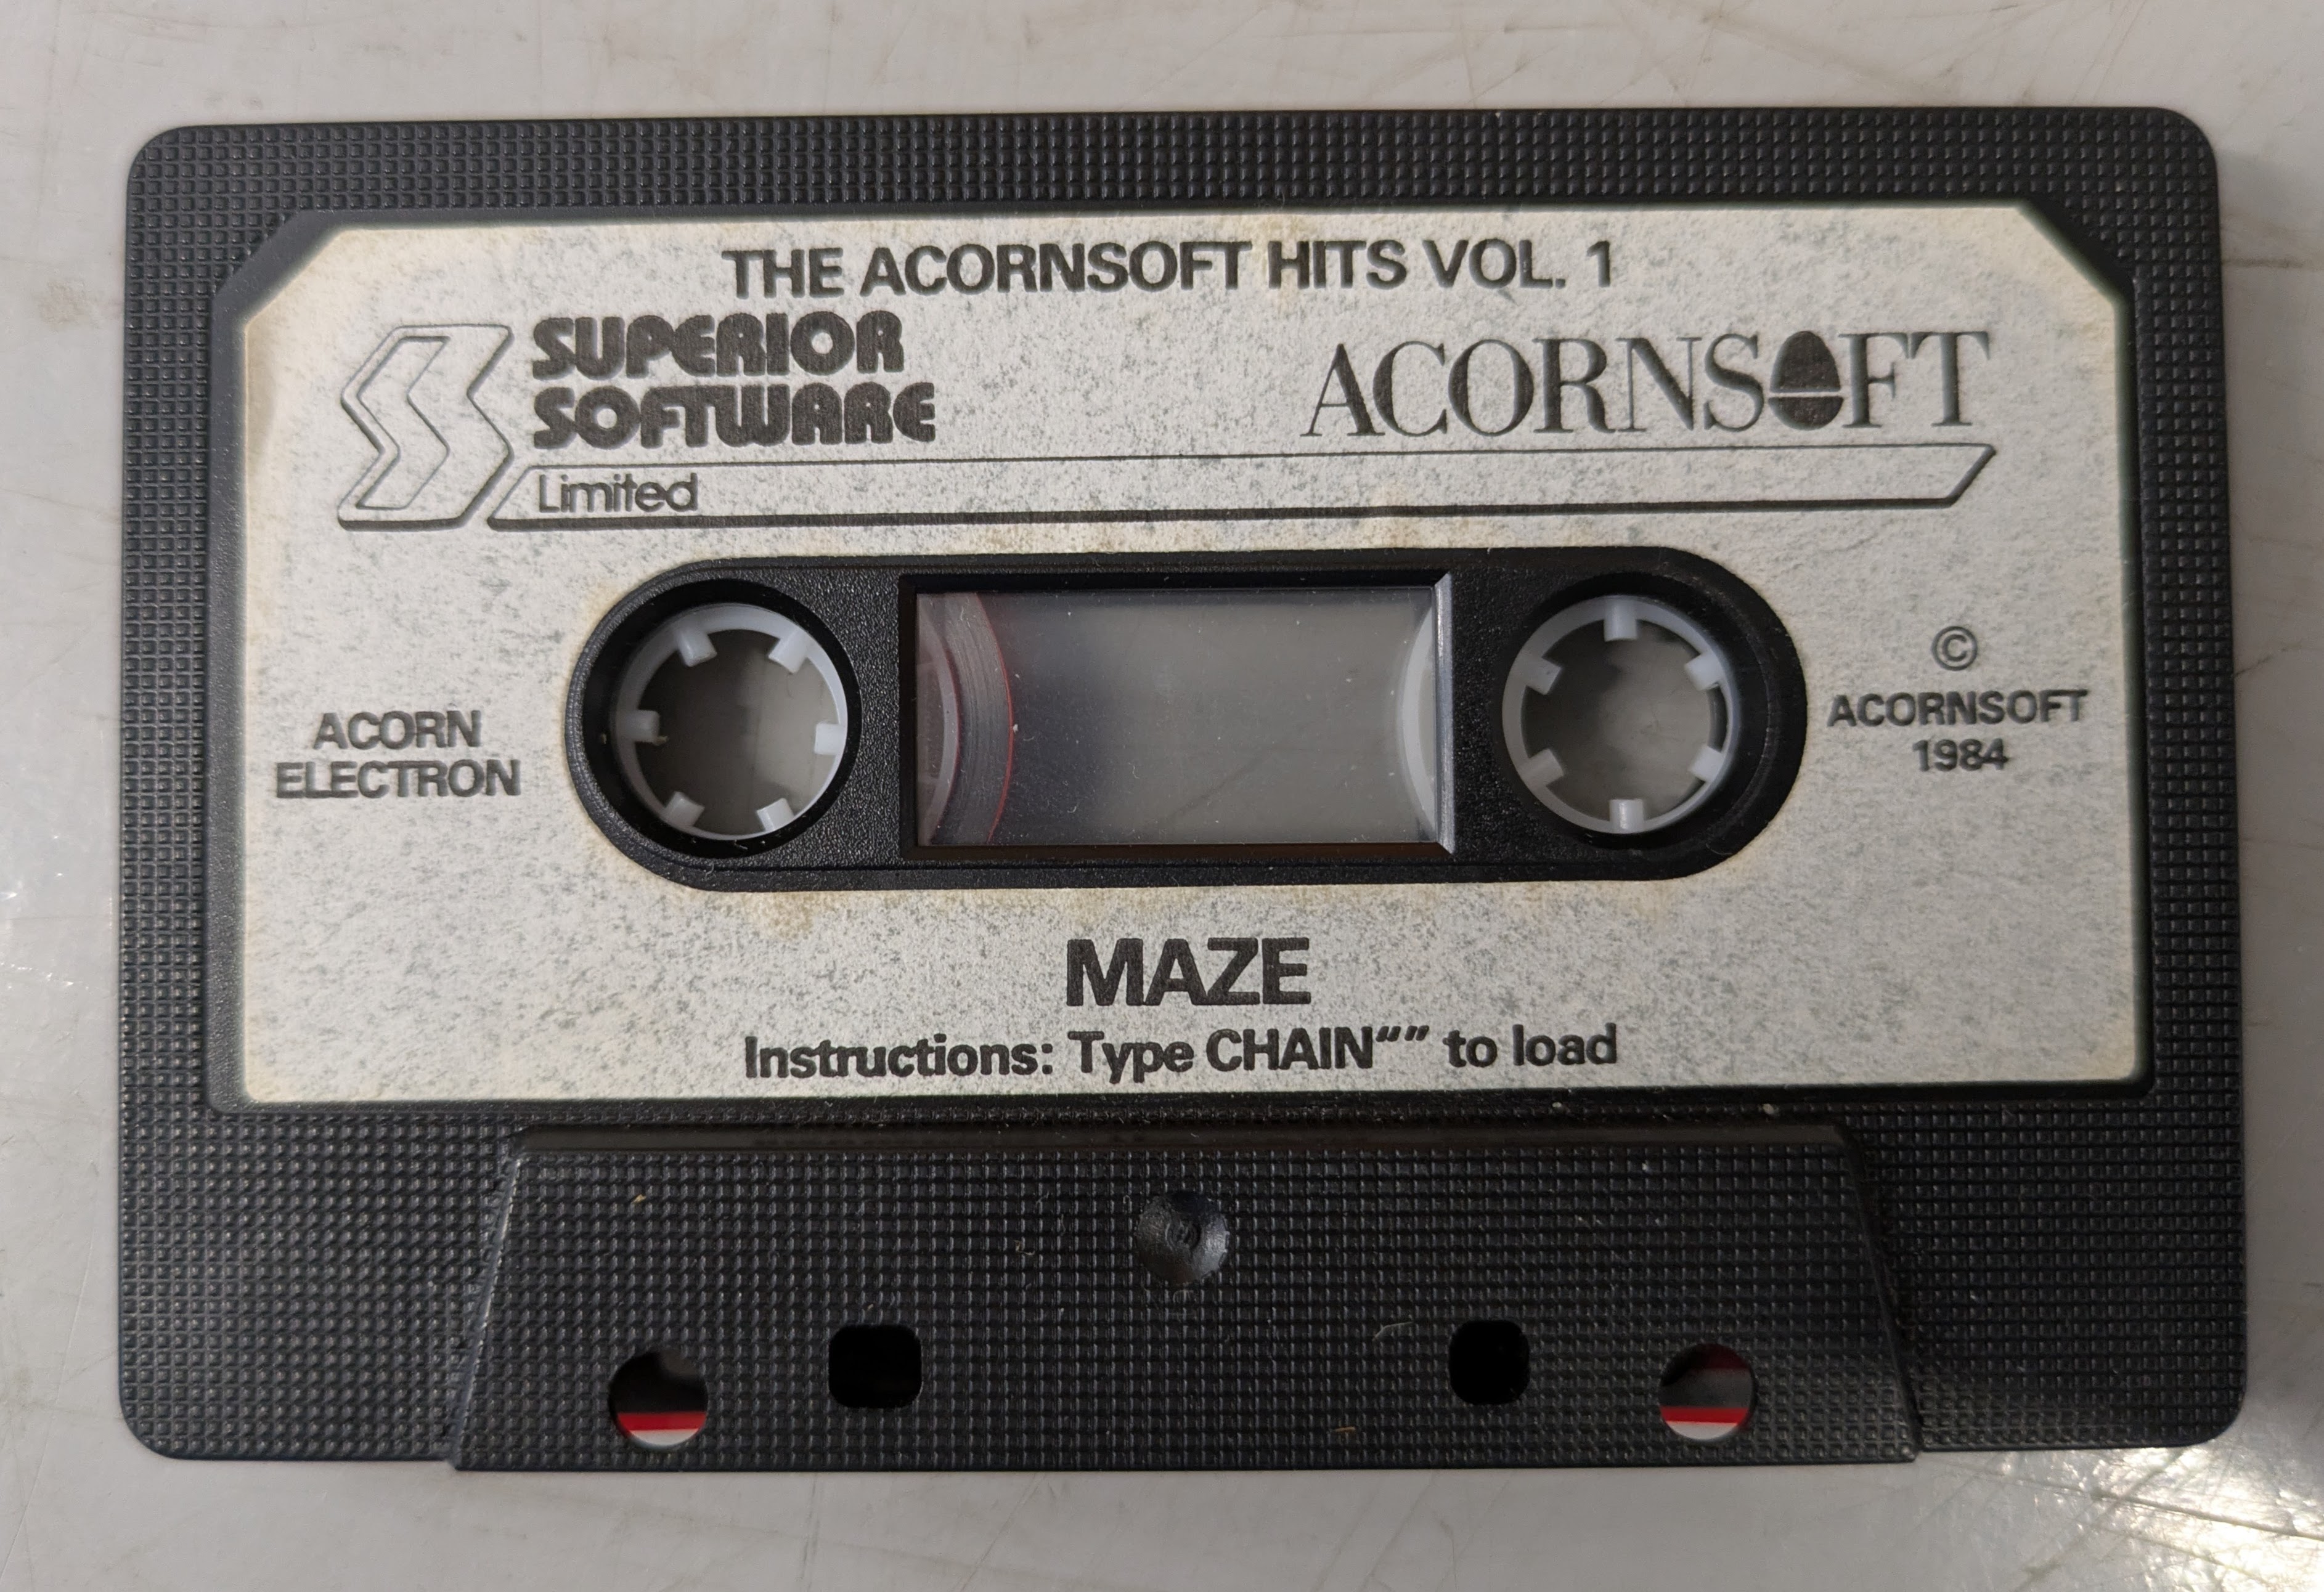 THE ACORNSOFT HITS VOL. 1
SUPERIOR
SOFTWARE
Limited
ACORNSOFT
ACORN
ELECTRON
©
ACORNSOFT
1984
MAZE
Instructions: Type CHAIN“” to load